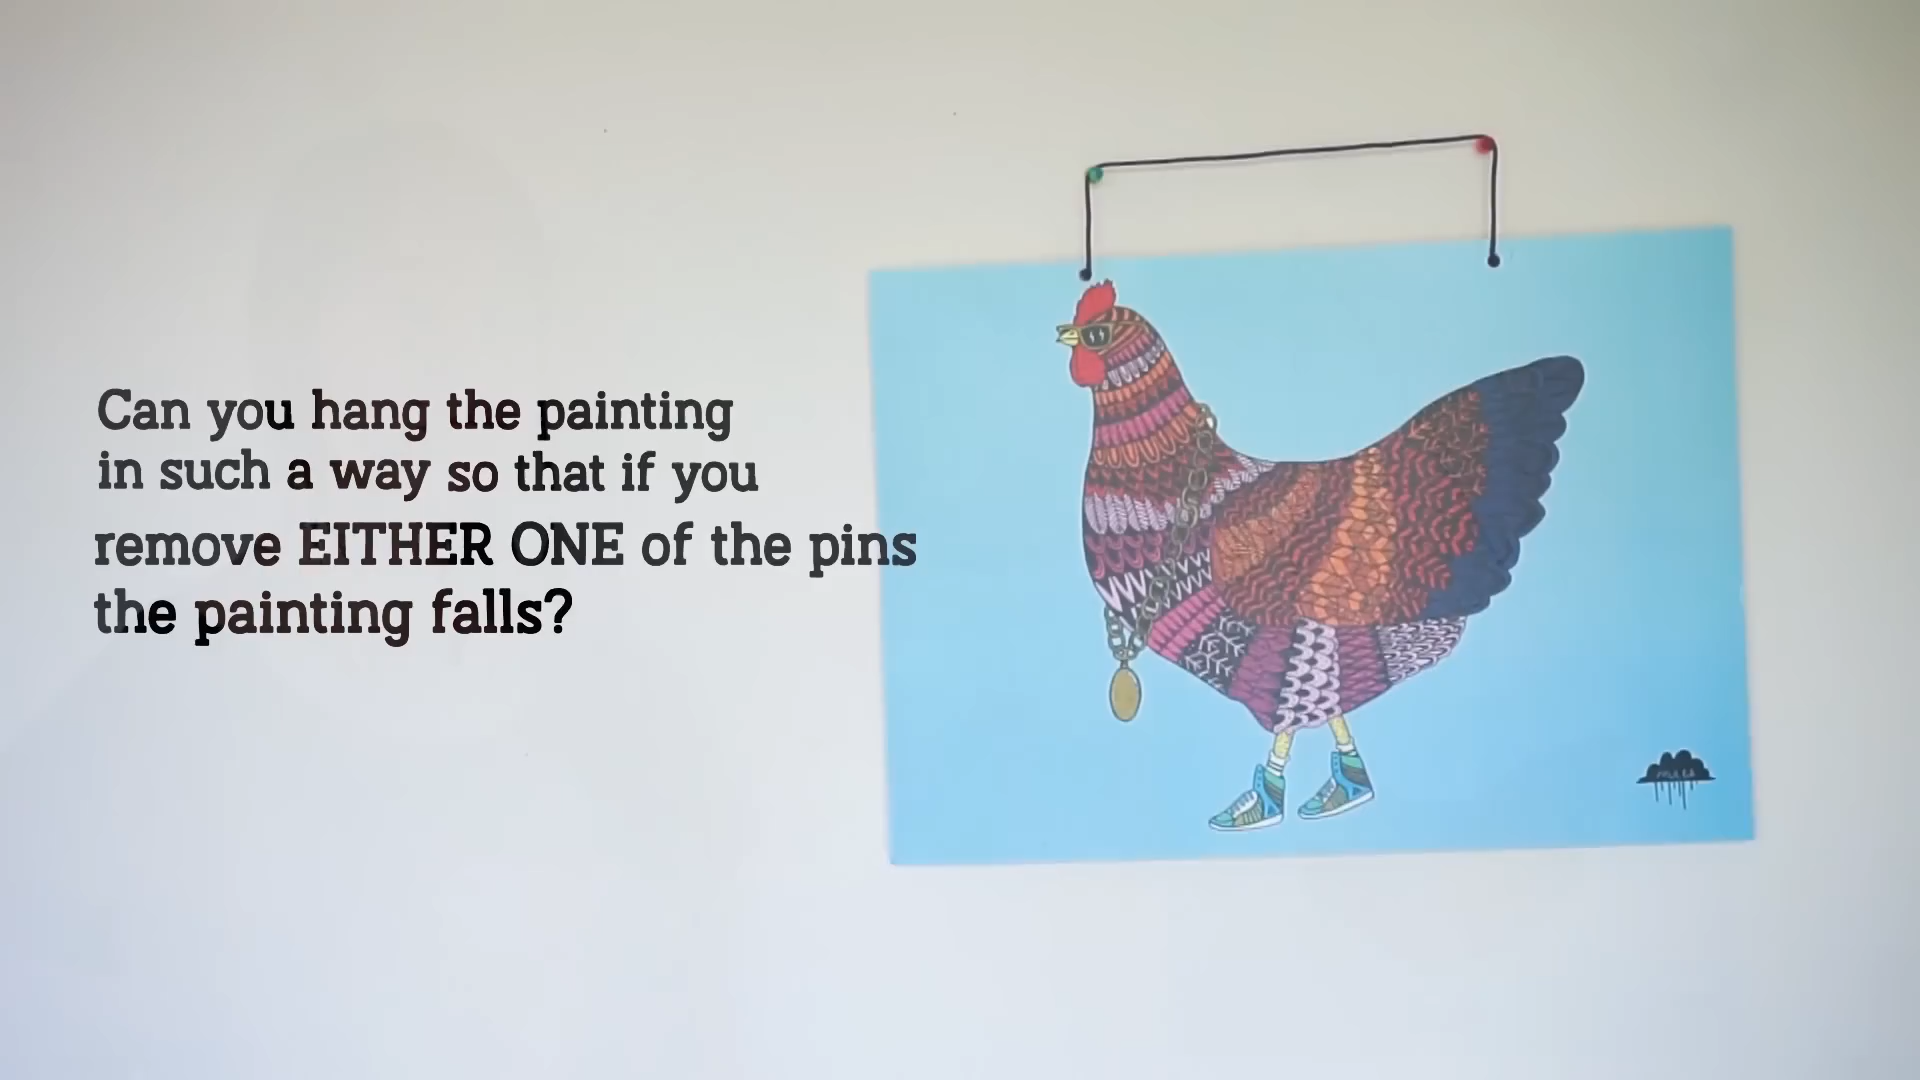 Can you hang the painting
in such a way so that if you
remove EITHER ONE of the pins
the painting falls?